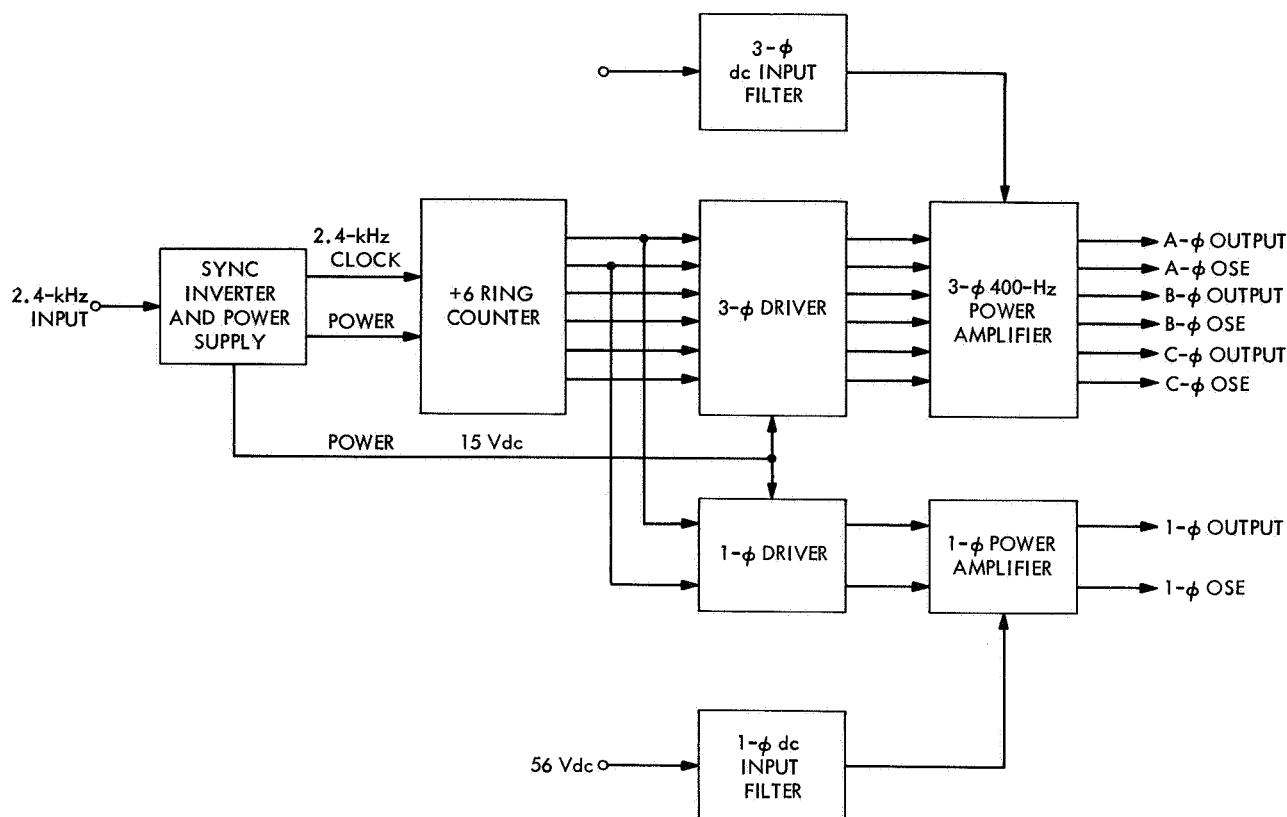 3-ϕ
dc INPUT
FILTER
2.4-kHz
INPUT
SYNC
INVERTER
AND POWER
SUPPLY
2.4-kHz
CLOCK
POWER
+6 RING
COUNTER
3-ϕ DRIVER
3-ϕ 400-Hz
POWER
AMPLIFIER
A-ϕ OUTPUT
A-ϕ OSE
B-ϕ OUTPUT
B-ϕ OSE
C-ϕ OUTPUT
C-ϕ OSE
POWER 15 Vdc
1-ϕ DRIVER
1-ϕ POWER
AMPLIFIER
1-ϕ OUTPUT
1-ϕ OSE
56 Vdc
1-ϕ dc
INPUT
FILTER